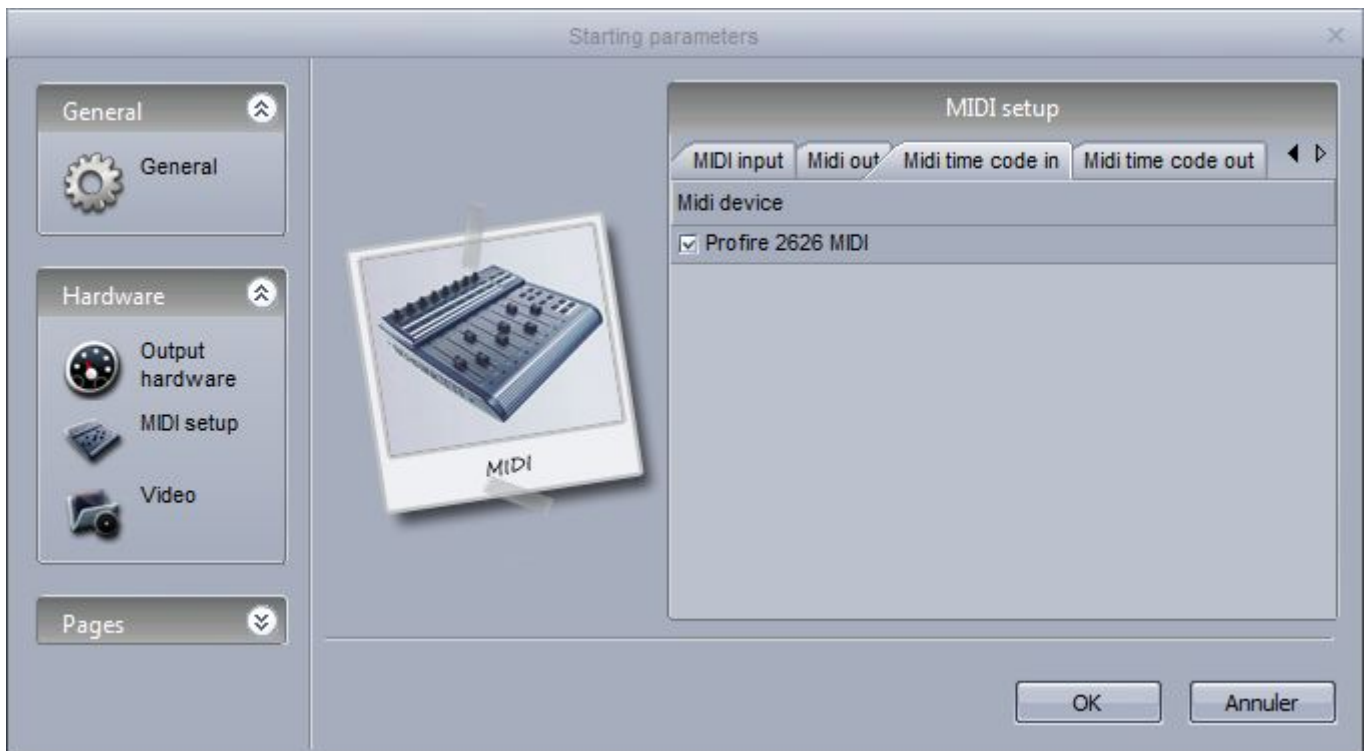 Starting parameters
General
General
Hardware
Output
hardware
MIDI setup
Video
Pages
MIDI
MIDI setup
MIDI input Midi out Midi time code in Midi time code out
Midi device
Profire 2626 MIDI
OK Annuler